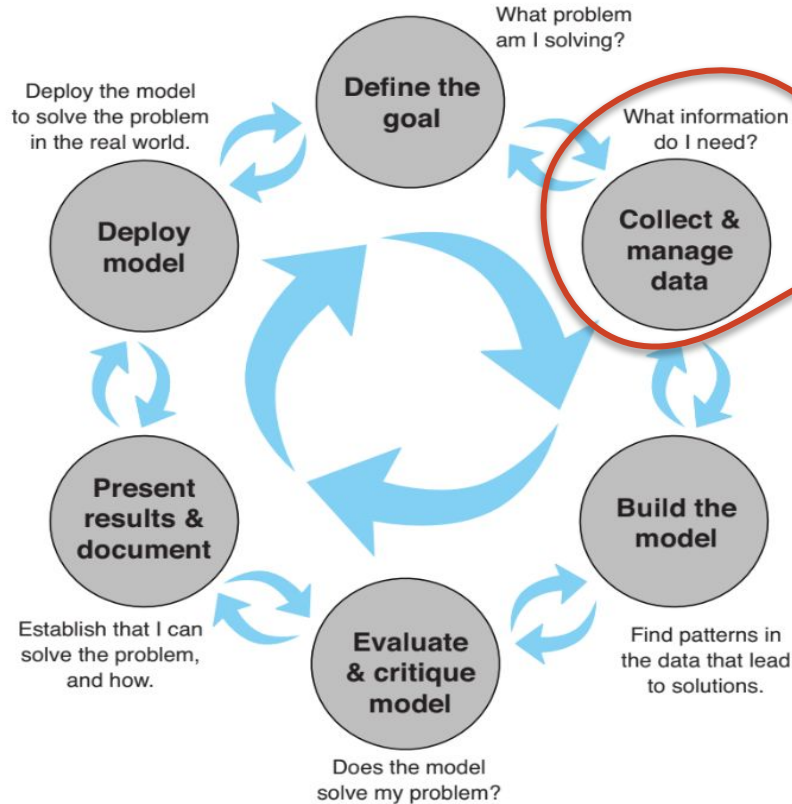 What problem
am I solving?
Define the
goal
What information
do I need?
Collect &
manage
data
Build the
model
Find patterns in
the data that lead
to solutions.
Evaluate
& critique
model
Does the model
solve my problem?
Present
results &
document
Establish that I can
solve the problem,
and how.
Deploy
model
Deploy the model
to solve the problem
in the real world.